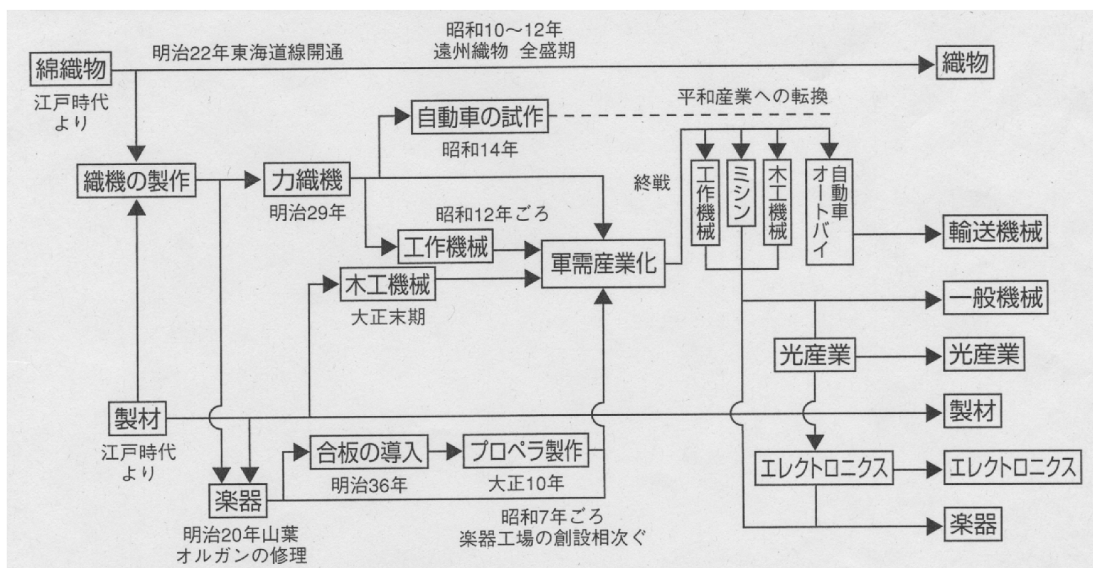 昭和10〜12年
明治22年東海道線開通
遠州織物 全盛期
綿織物
織物
江戸時代
より
平和産業への転換
自動車の試作
昭和14年
織機の製作
力織機
明治29年
終戦
工作機械
ミシン
木工機械
自動車
オートバイ
昭和12年ごろ
工作機械
軍需産業化
輸送機械
木工機械
大正末期
一般機械
光産業
光産業
製材
製材
江戸時代
より
合板の導入
プロペラ製作
エレクトロニクス
エレクトロニクス
明治36年
大正10年
楽器
昭和7年ごろ
楽器工場の創設相次ぐ
楽器
明治20年山葉
オルガンの修理